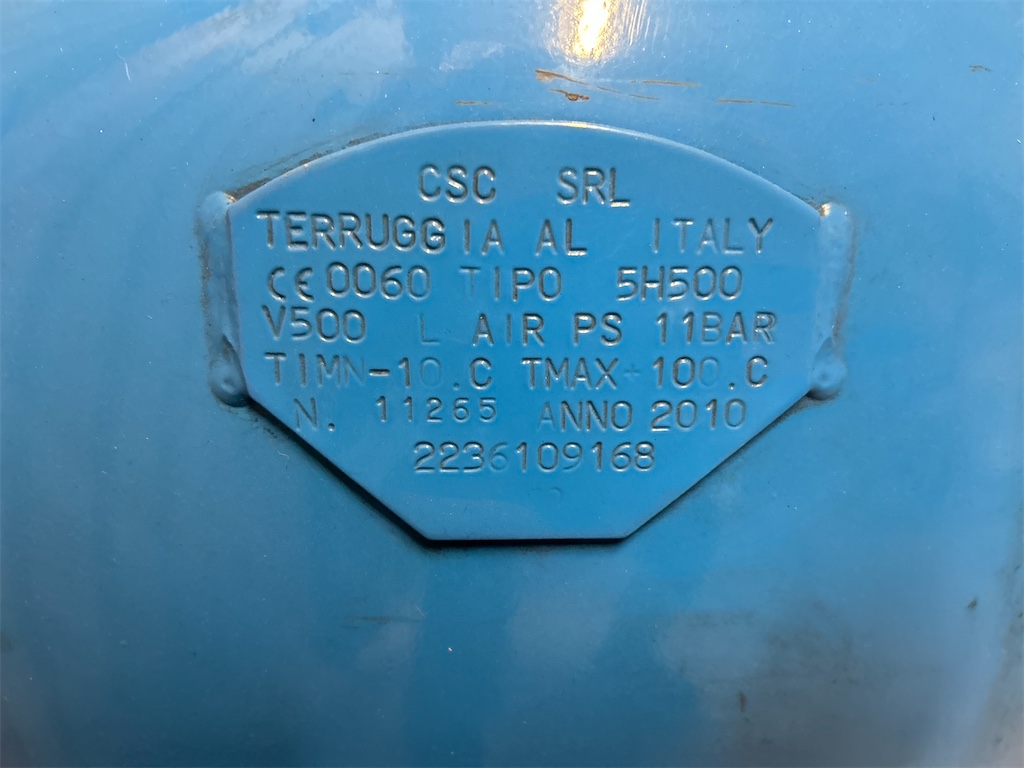 CSC SRL
TERRUGGIA AL ITALY
CE 0060 TIPO 5H500
V500 L AIR PS 11BAR
TIMN-10.C TMAX+100.C
N. 11265 ANNO 2010
2236109168